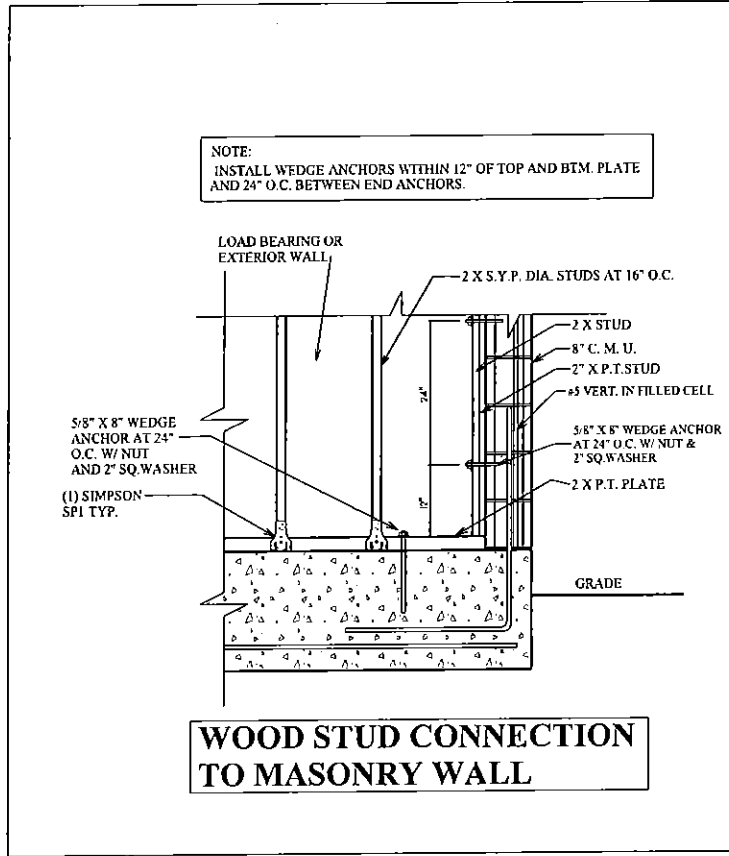 NOTE:
INSTALL WEDGE ANCHORS WITHIN 12" OF TOP AND BTM. PLATE
AND 24" O.C. BETWEEN END ANCHORS.
LOAD BEARING OR
EXTERIOR WALL
2 X S.Y.P. DIA. STUDS AT 16" O.C.
2 X STUD
8" C. M. U.
2" X P.T.STUD
#5 VERT. IN FILLED CELL
24"
5/8" X 8" WEDGE
ANCHOR AT 24"
O.C. W/ NUT
AND 2" SQ.WASHER
5/8" X 8" WEDGE ANCHOR
AT 24" O.C. W/ NUT &
2" SQ.WASHER
12"
2 X P.T. PLATE
(1) SIMPSON
SP1 TYP.
GRADE
WOOD STUD CONNECTION
TO MASONRY WALL